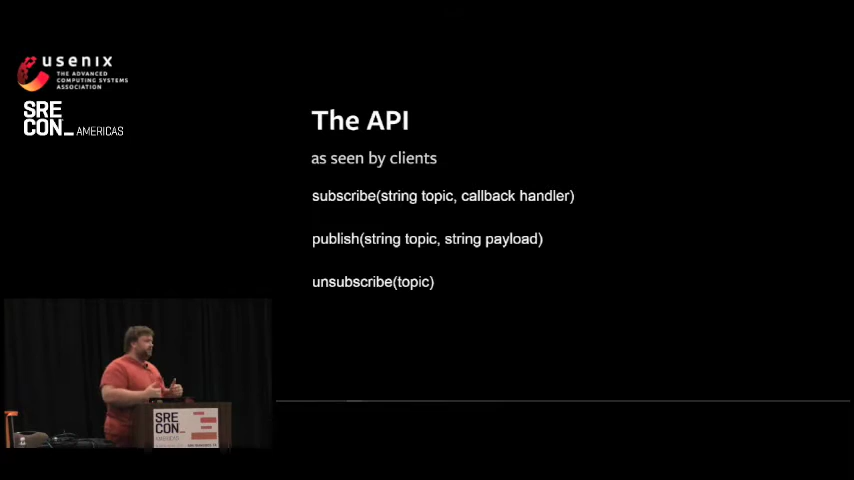 usenix
THE ADVANCED
COMPUTING SYSTEMS
ASSOCIATION
SRE
CON_ AMERICAS
The API
as seen by clients
subscribe(string topic, callback handler)
publish(string topic, string payload)
unsubscribe(topic)
SRE
CON_
AMERICAS